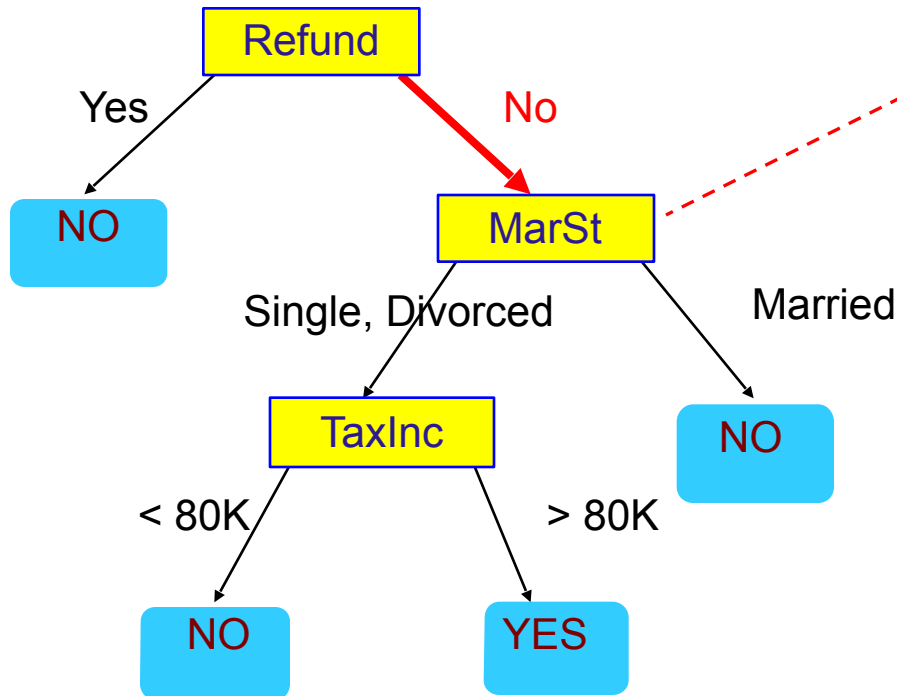 Refund
Yes
No
NO
MarSt
Single, Divorced
Married
TaxInc
NO
< 80K
> 80K
NO
YES